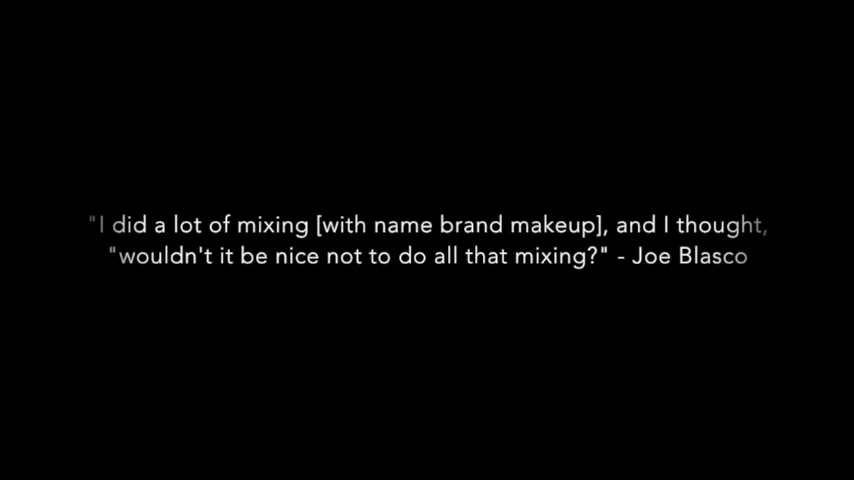 "I did a lot of mixing [with name brand makeup], and I thought,
"wouldn't it be nice not to do all that mixing?" - Joe Blasco